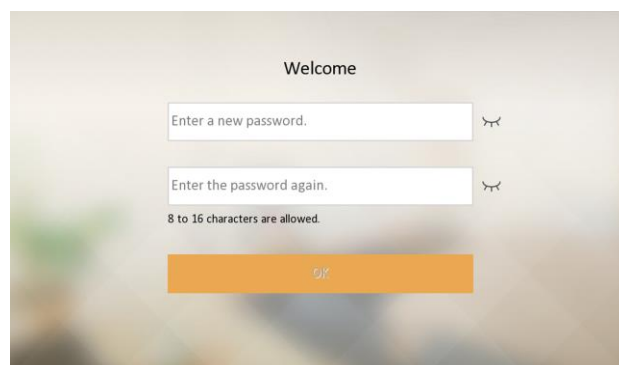 Welcome
Enter a new password.
Enter the password again.
8 to 16 characters are allowed.
OK